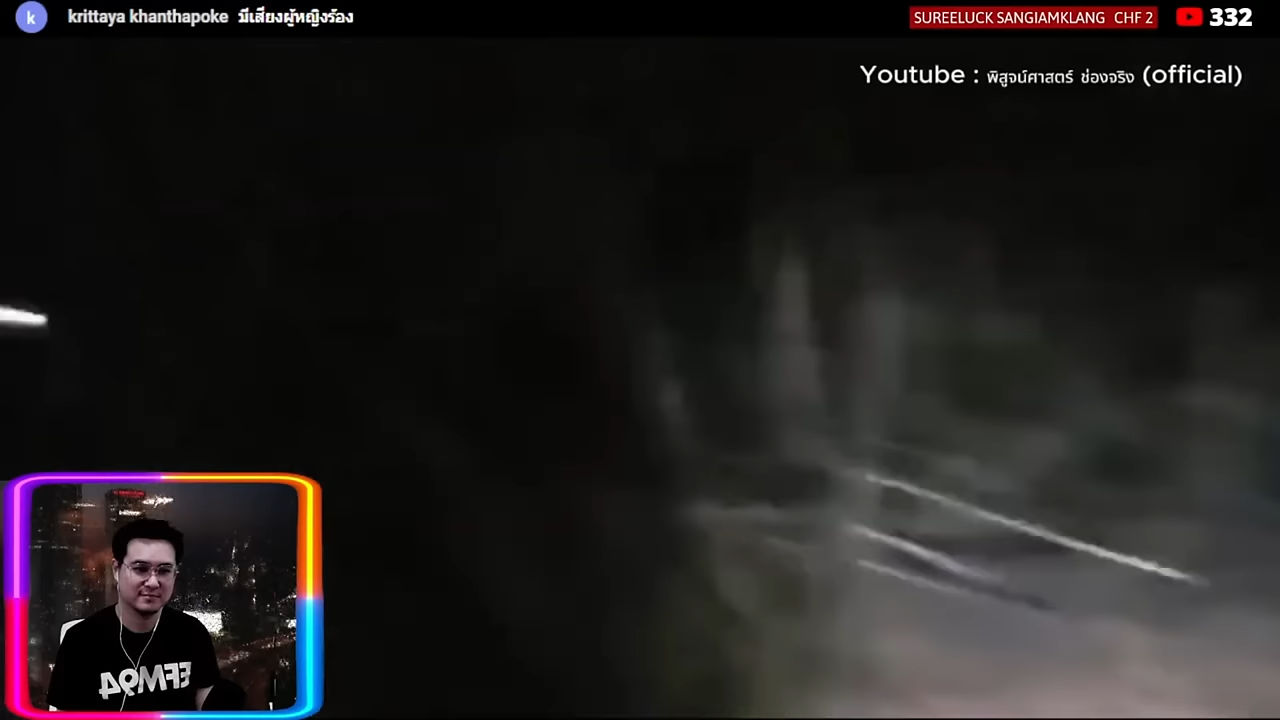 k krittaya khanthapoke มีเสียงผู้หญิงร้อง
SUREELUCK SANGIAMKLANG CHF 2 332
Youtube : พิสูจน์ศาสตร์ ช่องจริง (official)
EFM94